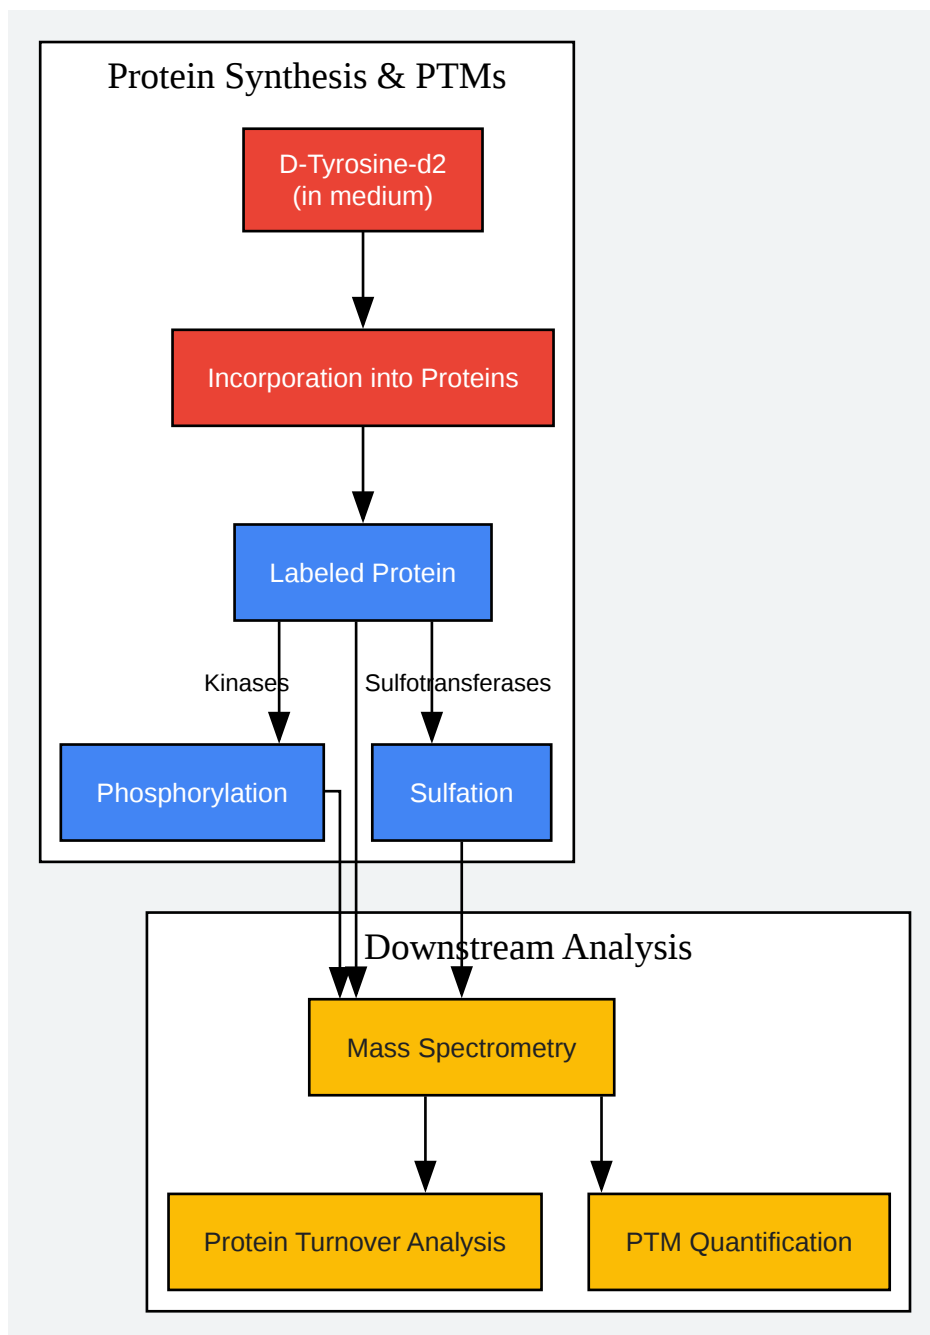 Protein Synthesis & PTMs
D-Tyrosine-d2
(in medium)
Incorporation into Proteins
Labeled Protein
Kinases
Sulfotransferases
Phosphorylation
Sulfation
Downstream Analysis
Mass Spectrometry
Protein Turnover Analysis
PTM Quantification